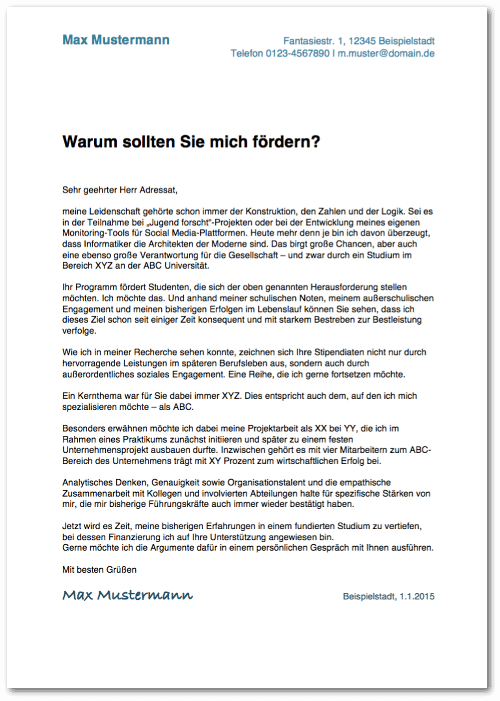 Max Mustermann
Fantasiestr. 1, 12345 Beispielstadt
Telefon 0123-4567890 I m.muster@domain.de
Warum sollten Sie mich fördern?
Sehr geehrter Herr Adressat,
meine Leidenschaft gehörte schon immer der Konstruktion, den Zahlen und der Logik. Sei es
in der Teilnahme bei „Jugend forscht“-Projekten oder bei der Entwicklung meines eigenen
Monitoring-Tools für Social Media-Plattformen. Heute mehr denn je bin ich davon überzeugt,
dass Informatiker die Architekten der Moderne sind. Das birgt große Chancen, aber auch
eine ebenso große Verantwortung für die Gesellschaft – und zwar durch ein Studium im
Bereich XYZ an der ABC Universität.
Ihr Programm fördert Studenten, die sich der oben genannten Herausforderung stellen
möchten. Ich möchte das. Und anhand meiner schulischen Noten, meinem außerschulischen
Engagement und meinen bisherigen Erfolgen im Lebenslauf können Sie sehen, dass ich
dieses Ziel schon seit einiger Zeit konsequent und mit starkem Bestreben zur Bestleistung
verfolge.
Wie ich in meiner Recherche sehen konnte, zeichnen sich Ihre Stipendiaten nicht nur durch
hervorragende Leistungen im späteren Berufsleben aus, sondern auch durch
außerordentliches soziales Engagement. Eine Reihe, die ich gerne fortsetzen möchte.
Ein Kernthema war für Sie dabei immer XYZ. Dies entspricht auch dem, auf den ich mich
spezialisieren möchte – als ABC.
Besonders erwähnen möchte ich dabei meine Projektarbeit als XX bei YY, die ich im
Rahmen eines Praktikums zunächst initiieren und später zu einem festen
Unternehmensprojekt ausbauen durfte. Inzwischen gehört es mit vier Mitarbeitern zum ABC-
Bereich des Unternehmens trägt mit XY Prozent zum wirtschaftlichen Erfolg bei.
Analytisches Denken, Genauigkeit sowie Organisationstalent und die empathische
Zusammenarbeit mit Kollegen und involvierten Abteilungen halte für spezifische Stärken von
mir, die mir bisherige Führungskräfte auch immer wieder bestätigt haben.
Jetzt wird es Zeit, meine bisherigen Erfahrungen in einem fundierten Studium zu vertiefen,
bei dessen Finanzierung ich auf Ihre Unterstützung angewiesen bin.
Gerne möchte ich die Argumente dafür in einem persönlichen Gespräch mit Ihnen ausführen.
Mit besten Grüßen
Max Mustermann
Beispielstadt, 1.1.2015